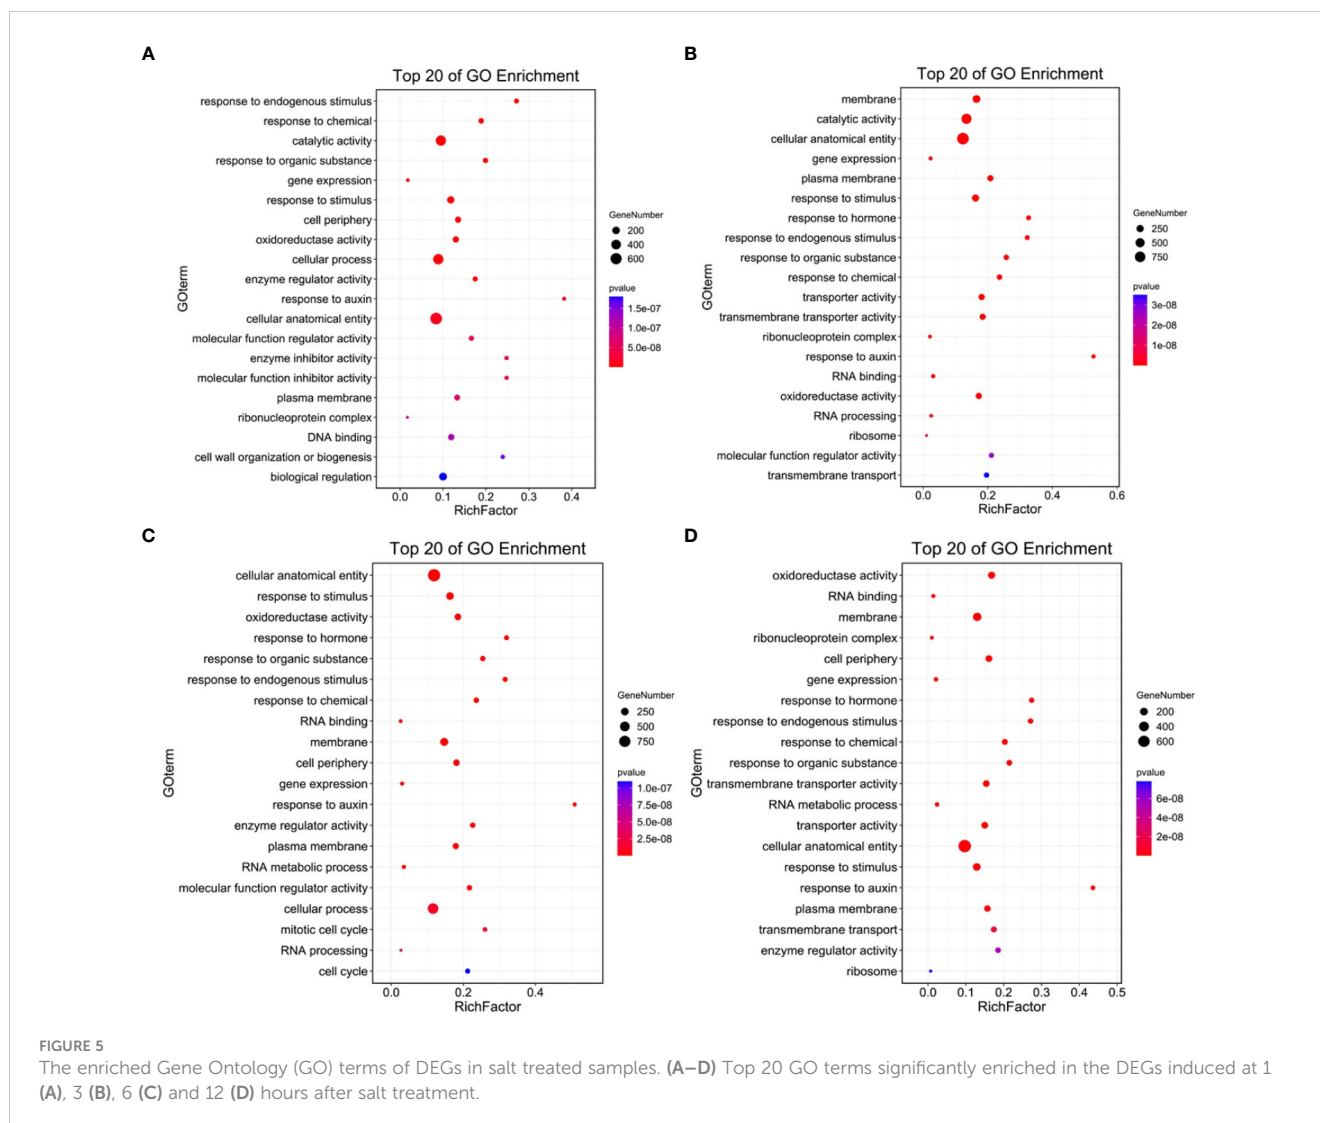 A
Top 20 of GO Enrichment
response to endogenous stimulus
response to chemical
catalytic activity
response to organic substance
gene expression
response to stimulus
cell periphery
oxidoreductase activity
cellular process
enzyme regulator activity
response to auxin
cellular anatomical entity
molecular function regulator activity
enzyme inhibitor activity
molecular function inhibitor activity
plasma membrane
ribonucleoprotein complex
DNA binding
cell wall organization or biogenesis
biological regulation
GOterm
0.0 0.1 0.2 0.3 0.4
RichFactor
GeneNumber
200
400
600
pvalue
1.5e-07
1.0e-07
5.0e-08
B
Top 20 of GO Enrichment
membrane
catalytic activity
cellular anatomical entity
gene expression
plasma membrane
response to stimulus
response to hormone
response to endogenous stimulus
response to organic substance
response to chemical
transporter activity
transmembrane transporter activity
ribonucleoprotein complex
response to auxin
RNA binding
oxidoreductase activity
RNA processing
ribosome
molecular function regulator activity
transmembrane transport
GOterm
0.0 0.2 0.4 0.6
RichFactor
GeneNumber
250
500
750
pvalue
3e-08
2e-08
1e-08
C
Top 20 of GO Enrichment
cellular anatomical entity
response to stimulus
oxidoreductase activity
response to hormone
response to organic substance
response to endogenous stimulus
response to chemical
RNA binding
membrane
cell periphery
gene expression
response to auxin
enzyme regulator activity
plasma membrane
RNA metabolic process
molecular function regulator activity
cellular process
mitotic cell cycle
RNA processing
cell cycle
GOterm
0.0 0.2 0.4
RichFactor
GeneNumber
250
500
750
pvalue
1.0e-07
7.5e-08
5.0e-08
2.5e-08
D
Top 20 of GO Enrichment
oxidoreductase activity
RNA binding
membrane
ribonucleoprotein complex
cell periphery
gene expression
response to hormone
response to endogenous stimulus
response to chemical
response to organic substance
transmembrane transporter activity
RNA metabolic process
transporter activity
cellular anatomical entity
response to stimulus
response to auxin
plasma membrane
transmembrane transport
enzyme regulator activity
ribosome
GOterm
0.0 0.1 0.2 0.3 0.4 0.5
RichFactor
GeneNumber
200
400
600
pvalue
6e-08
4e-08
2e-08
FIGURE 5
The enriched Gene Ontology (GO) terms of DEGs in salt treated samples. (A–D) Top 20 GO terms significantly enriched in the DEGs induced at 1
(A), 3 (B), 6 (C) and 12 (D) hours after salt treatment.